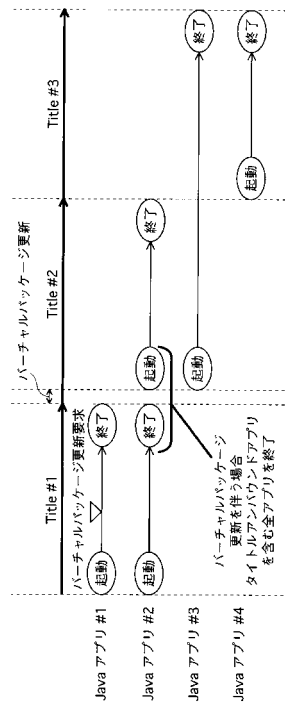 バーチャルパッケージ更新
Title #1
Title #2
Title #3
バーチャルパッケージ更新要求
Java アプリ #1
起動
終了
Java アプリ #2
起動
終了
起動
終了
Java アプリ #3
起動
終了
Java アプリ #4
起動
終了
バーチャルパッケージ
更新を伴う場合
タイトルアンバウンドアプリ
を含む全アプリを終了